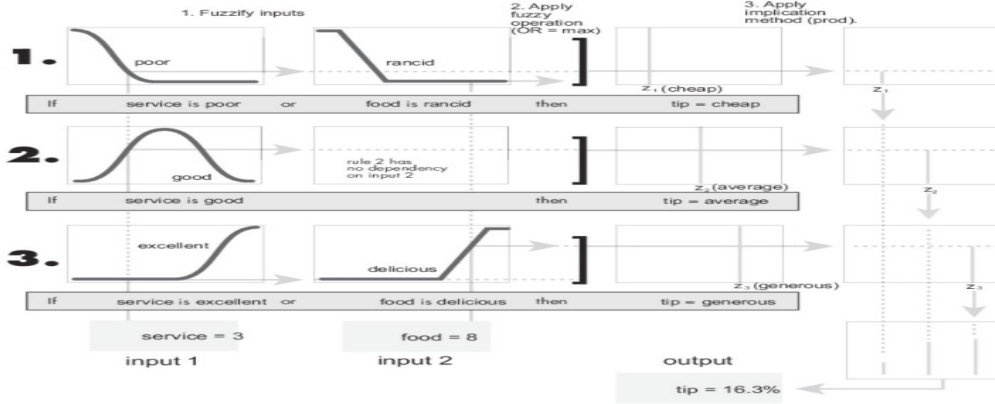 1. Fuzzify inputs
2. Apply
fuzzy
operation
(OR = max)
3. Apply
implication
method (prod).
1.
poor
rancid
z1 (cheap)
z1
If service is poor or food is rancid then tip = cheap
2.
good
rule 2 has
no dependency
on input 2
z2 (average)
z2
If service is good then tip = average
3.
excellent
delicious
z3 (generous)
z3
If service is excellent or food is delicious then tip = generous
service = 3
food = 8
input 1
input 2
output
tip = 16.3%